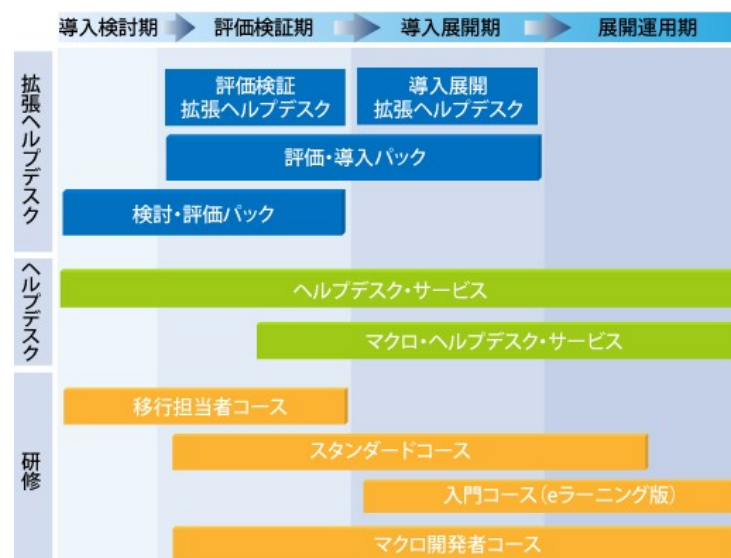 導入検討期
評価検証期
導入展開期
展開運用期
拡張ヘルプデスク
評価検証
拡張ヘルプデスク
導入展開
拡張ヘルプデスク
評価・導入パック
検討・評価パック
ヘルプデスク
ヘルプデスク・サービス
マクロ・ヘルプデスク・サービス
研修
移行担当者コース
スタンダードコース
入門コース(eラーニング版)
マクロ開発者コース